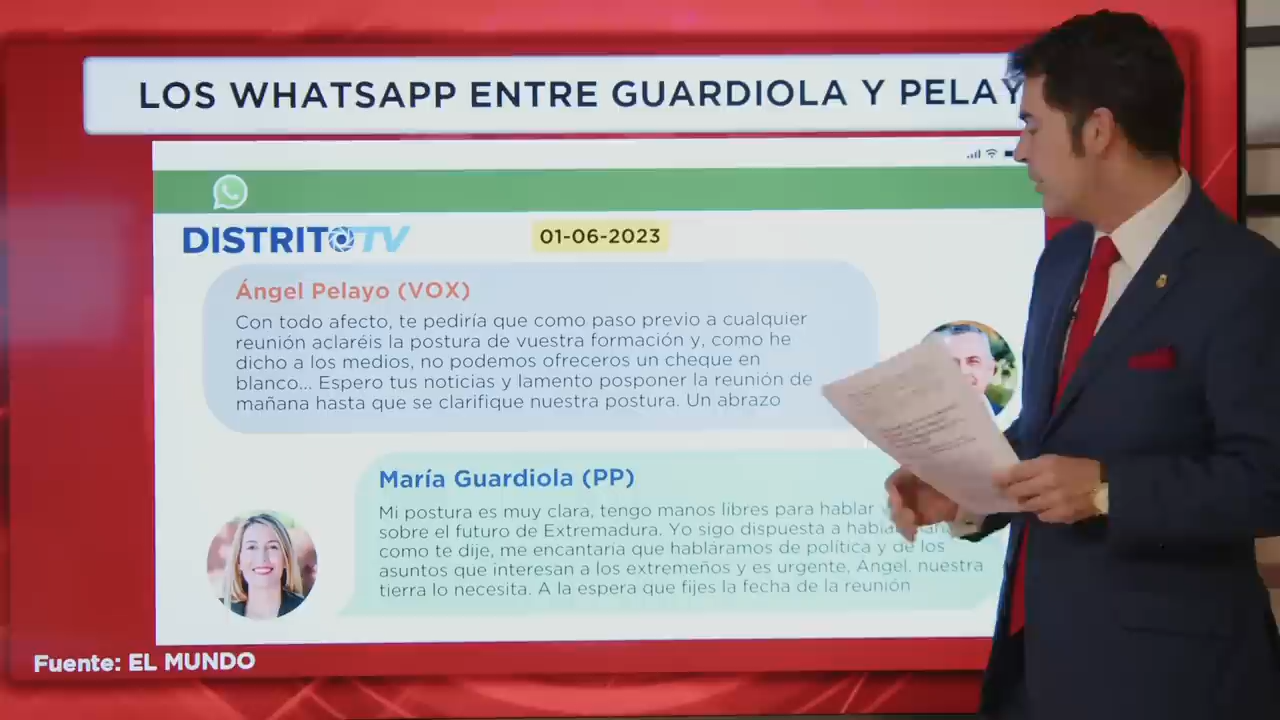 LOS WHATSAPP ENTRE GUARDIOLA Y PELAY
DISTRITOTV
01-06-2023
Ángel Pelayo (VOX)
Con todo afecto, te pediría que como paso previo a cualquier
reunión aclaréis la postura de vuestra formación y, como he
dicho a los medios, no podemos ofreceros un cheque en
blanco... Espero tus noticias y lamento posponer la reunión de
mañana hasta que se clarifique nuestra postura. Un abrazo
María Guardiola (PP)
Mi postura es muy clara, tengo manos libres para hablar
sobre el futuro de Extremadura. Yo sigo dispuesta a hablar
como te dije, me encantaria que habláramos de política y de los
asuntos que interesan a los extremeños y es urgente, Ángel, nuestra
tierra lo necesita. A la espera que fijes la fecha de la reunión
Fuente: EL MUNDO